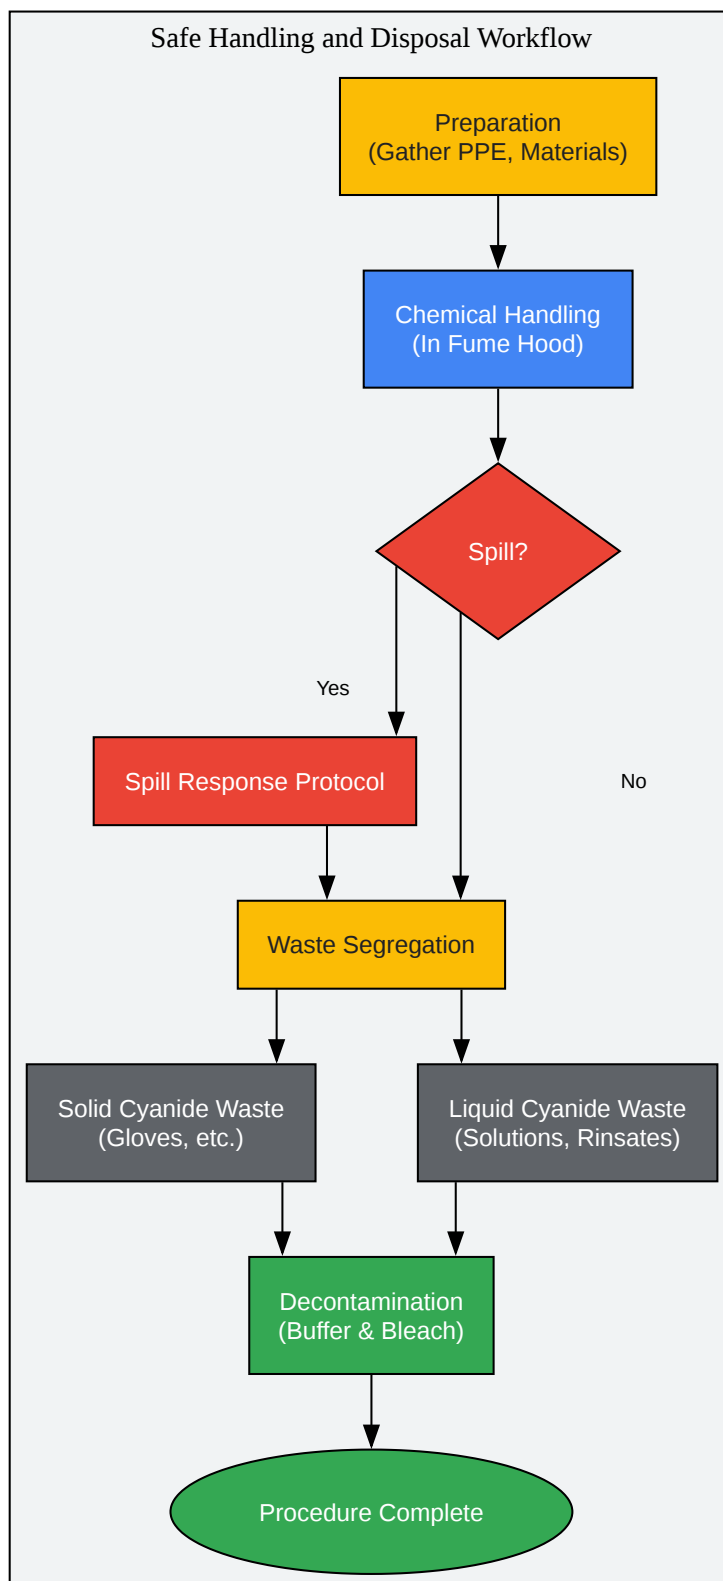 Safe Handling and Disposal Workflow
Preparation
(Gather PPE, Materials)
Chemical Handling
(In Fume Hood)
Spill?
Yes
Spill Response Protocol
No
Waste Segregation
Solid Cyanide Waste
(Gloves, etc.)
Liquid Cyanide Waste
(Solutions, Rinsates)
Decontamination
(Buffer & Bleach)
Procedure Complete